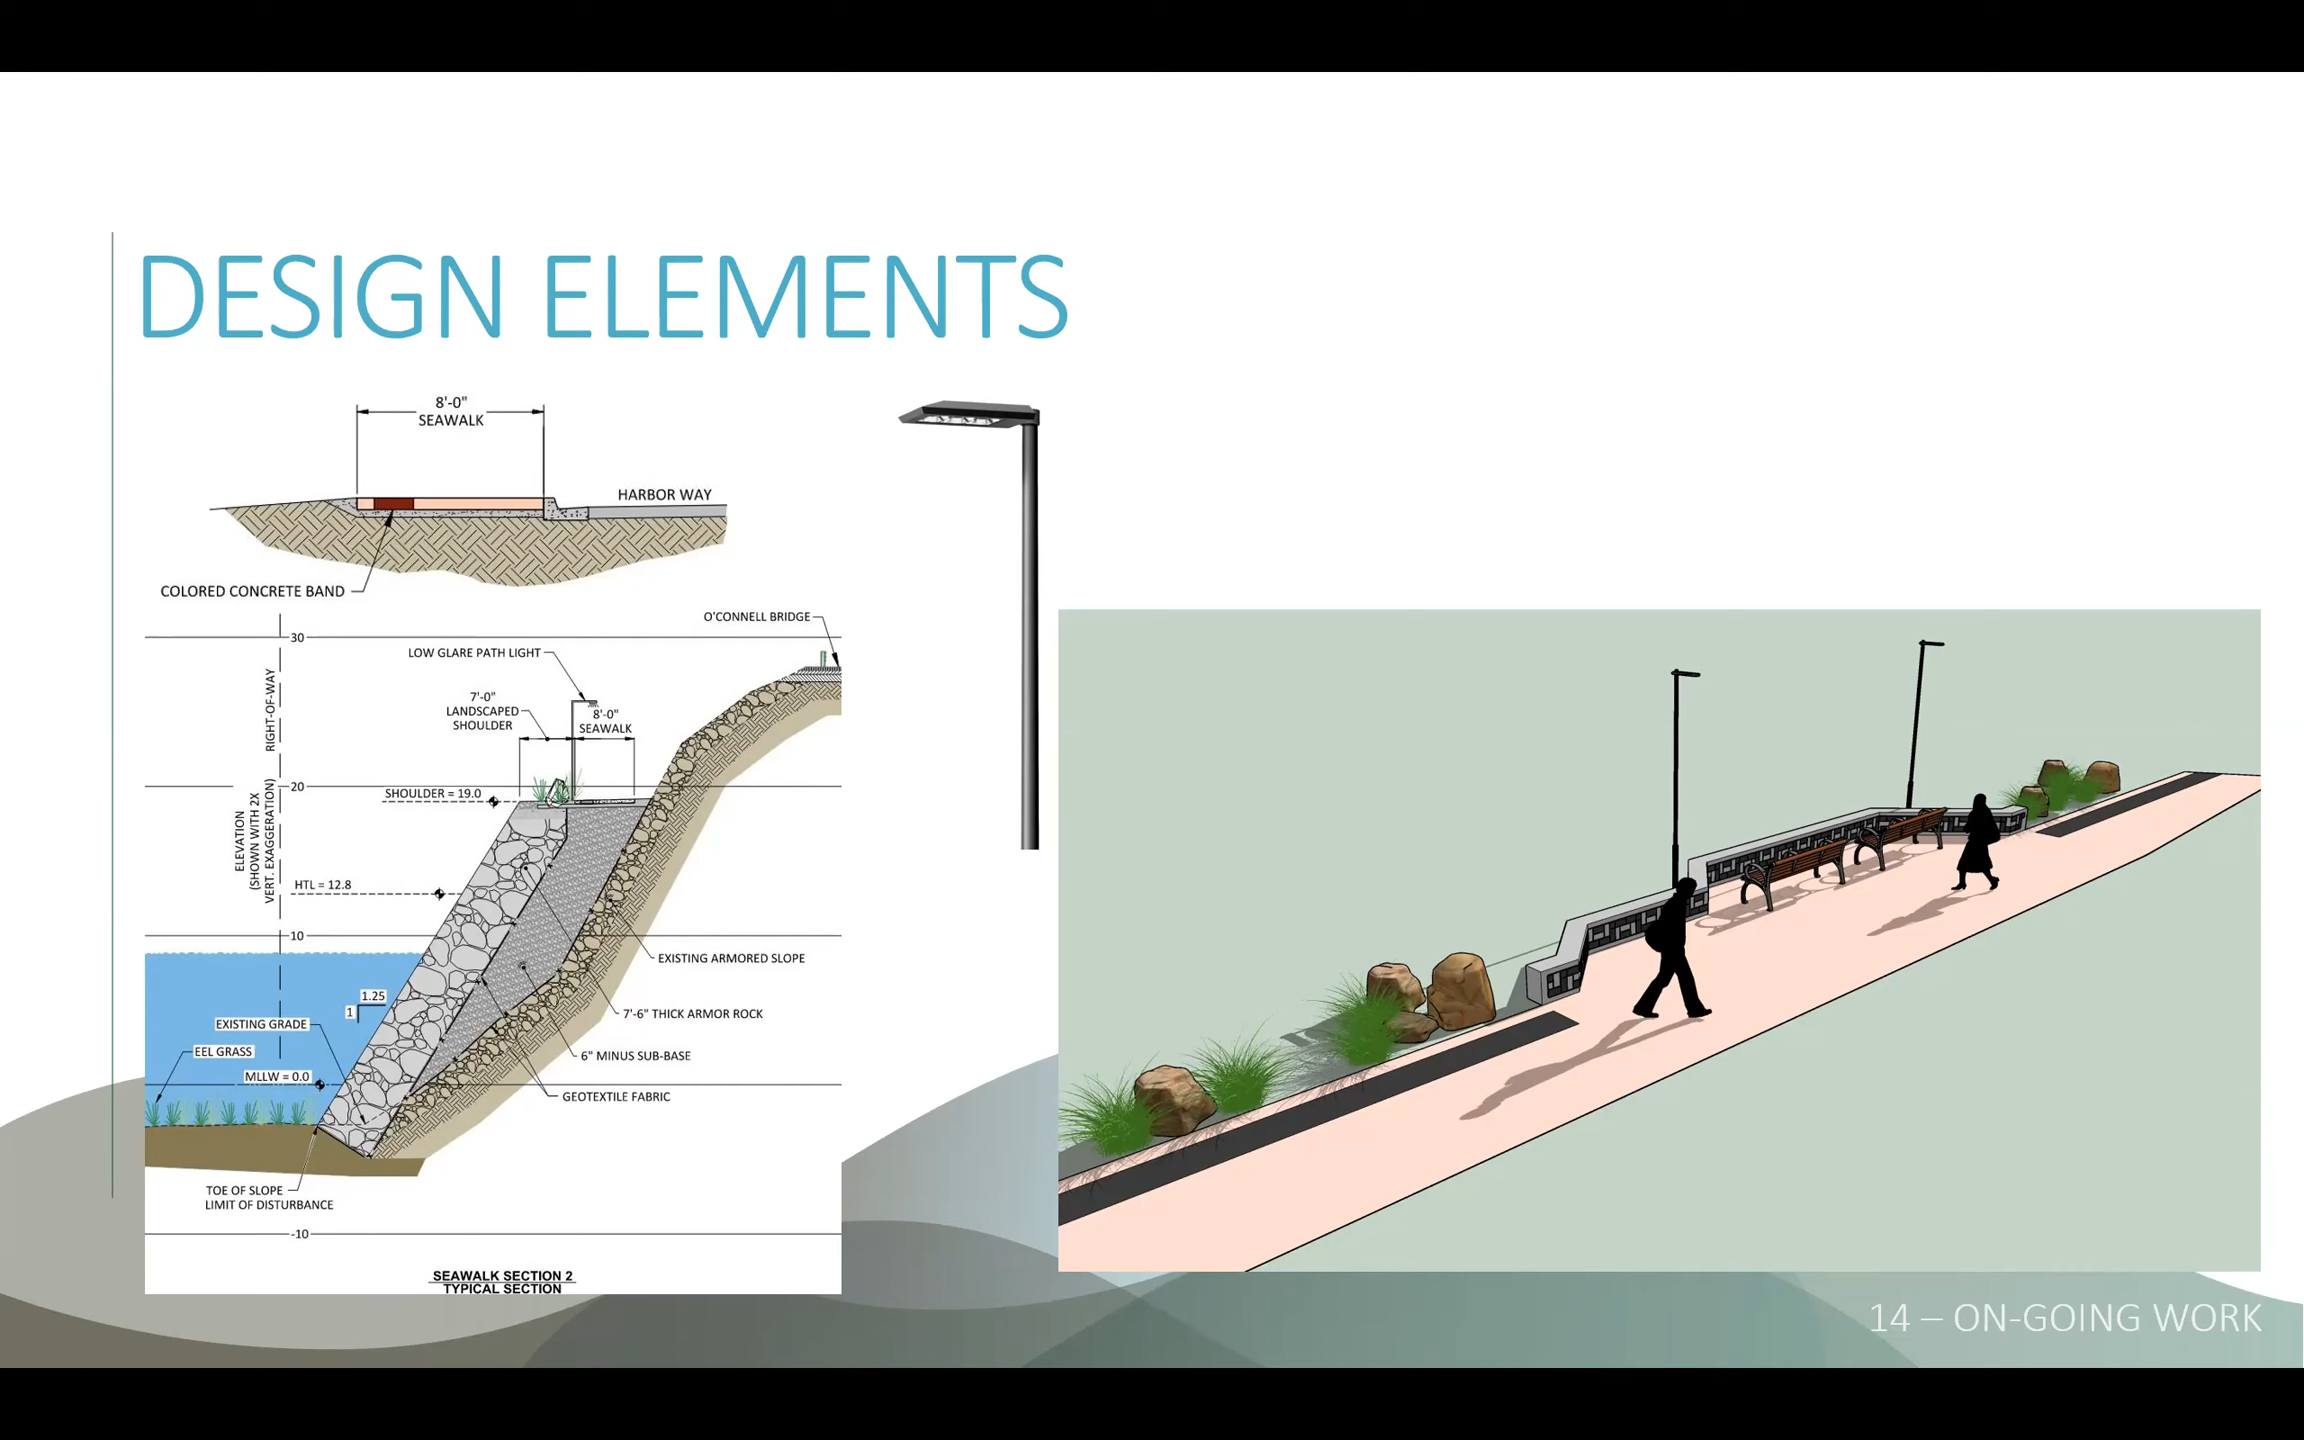 DESIGN ELEMENTS
8'-0"
SEAWALK
HARBOR WAY
COLORED CONCRETE BAND
O'CONNELL BRIDGE
30
LOW GLARE PATH LIGHT
7'-0"
LANDSCAPED
SHOULDER
8'-0"
SEAWALK
RIGHT-OF-WAY
20
SHOULDER = 19.0
ELEVATION
(SHOWN WITH 2X
VERT. EXAGERATION)
HTL = 12.8
10
EXISTING ARMORED SLOPE
1.25
1
7'-6" THICK ARMOR ROCK
EXISTING GRADE
EEL GRASS
6" MINUS SUB-BASE
MLLW = 0.0
GEOTEXTILE FABRIC
TOE OF SLOPE
LIMIT OF DISTURBANCE
-10
SEAWALK SECTION 2
TYPICAL SECTION
14 – ON-GOING WORK